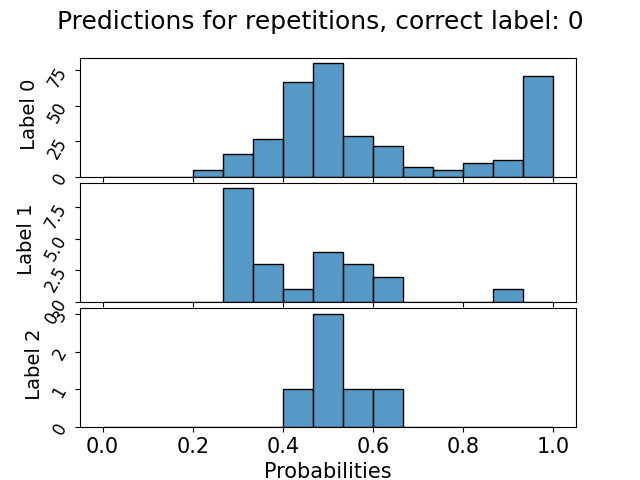 Predictions for repetitions, correct label: 0
Label 0
75
50
25
0
Label 1
7.5
5.0
2.5
0.0
Label 2
3
2
1
0
0.0 0.2 0.4 0.6 0.8 1.0
Probabilities